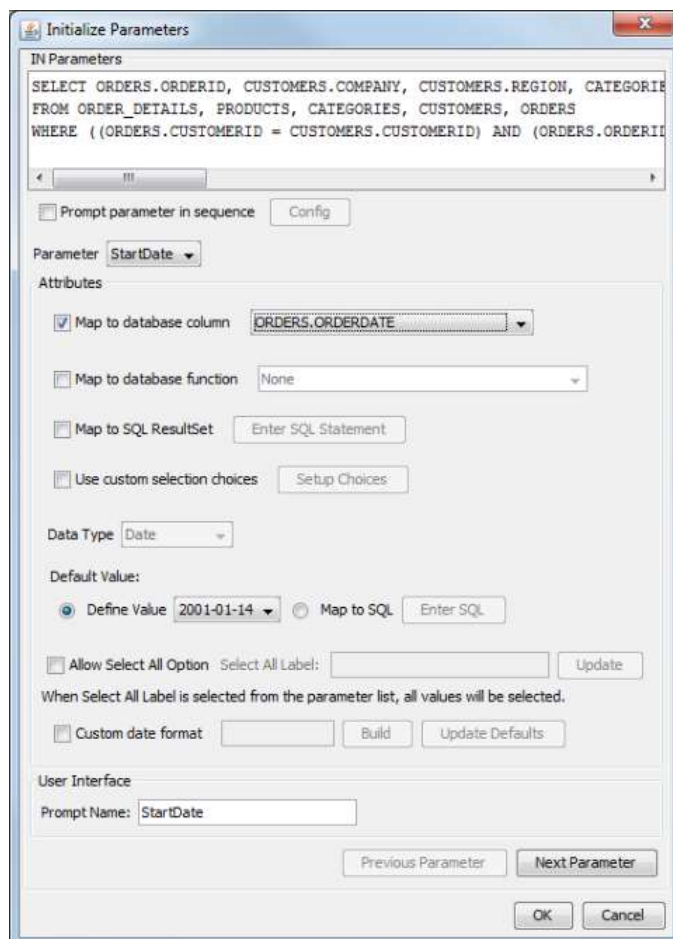 Initialize Parameters
IN Parameters
SELECT ORDERS.ORDERID, CUSTOMERS.COMPANY, CUSTOMERS.REGION, CATEGORIE
FROM ORDER_DETAILS, PRODUCTS, CATEGORIES, CUSTOMERS, ORDERS
WHERE ((ORDERS.CUSTOMERID = CUSTOMERS.CUSTOMERID) AND (ORDERS.ORDERID
Prompt parameter in sequence Config
Parameter StartDate
Attributes
Map to database column ORDERS.ORDERDATE
Map to database function None
Map to SQL ResultSet Enter SQL Statement
Use custom selection choices Setup Choices
Data Type Date
Default Value:
Define Value 2001-01-14 Map to SQL Enter SQL
Allow Select All Option Select All Label: Update
When Select All Label is selected from the parameter list, all values will be selected.
Custom date format Build Update Defaults
User Interface
Prompt Name: StartDate
Previous Parameter Next Parameter
OK Cancel